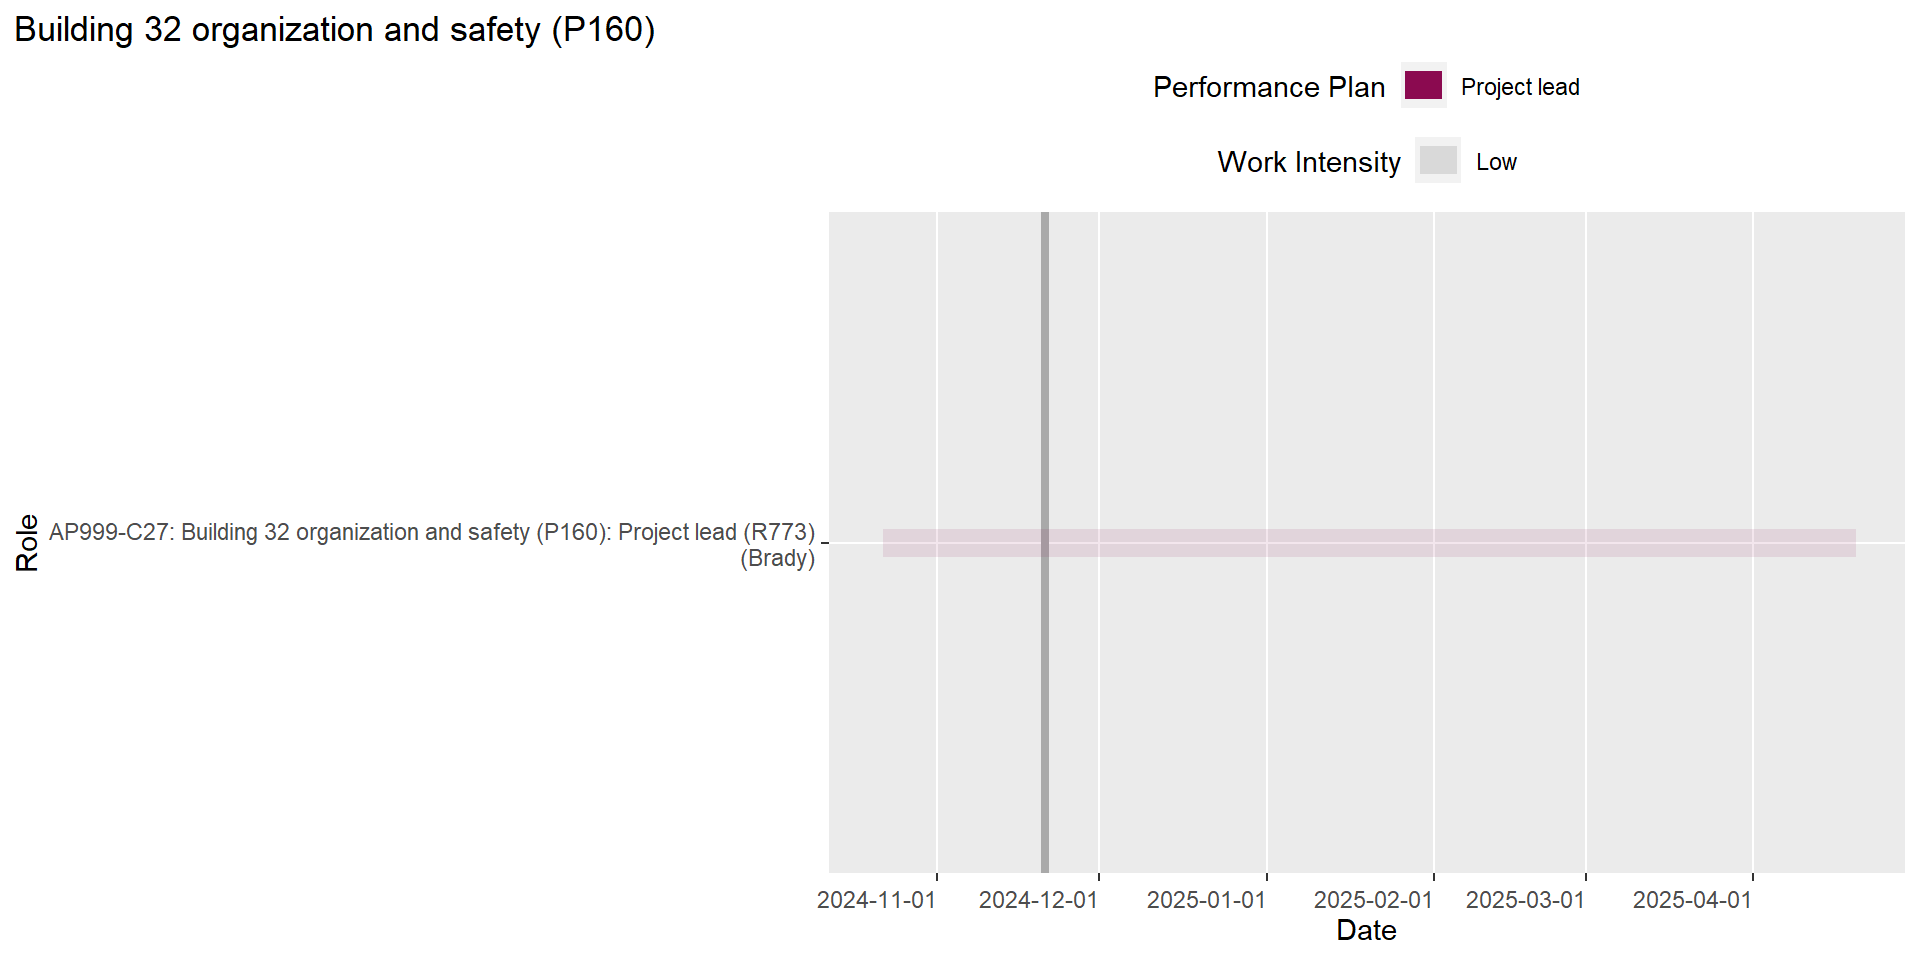 Building 32 organization and safety (P160)
Performance Plan
Project lead
Work Intensity
Low
Role
AP999-C27: Building 32 organization and safety (P160): Project lead (R773)
(Brady)
2024-11-01
2024-12-01
2025-01-01
2025-02-01
2025-03-01
2025-04-01
Date